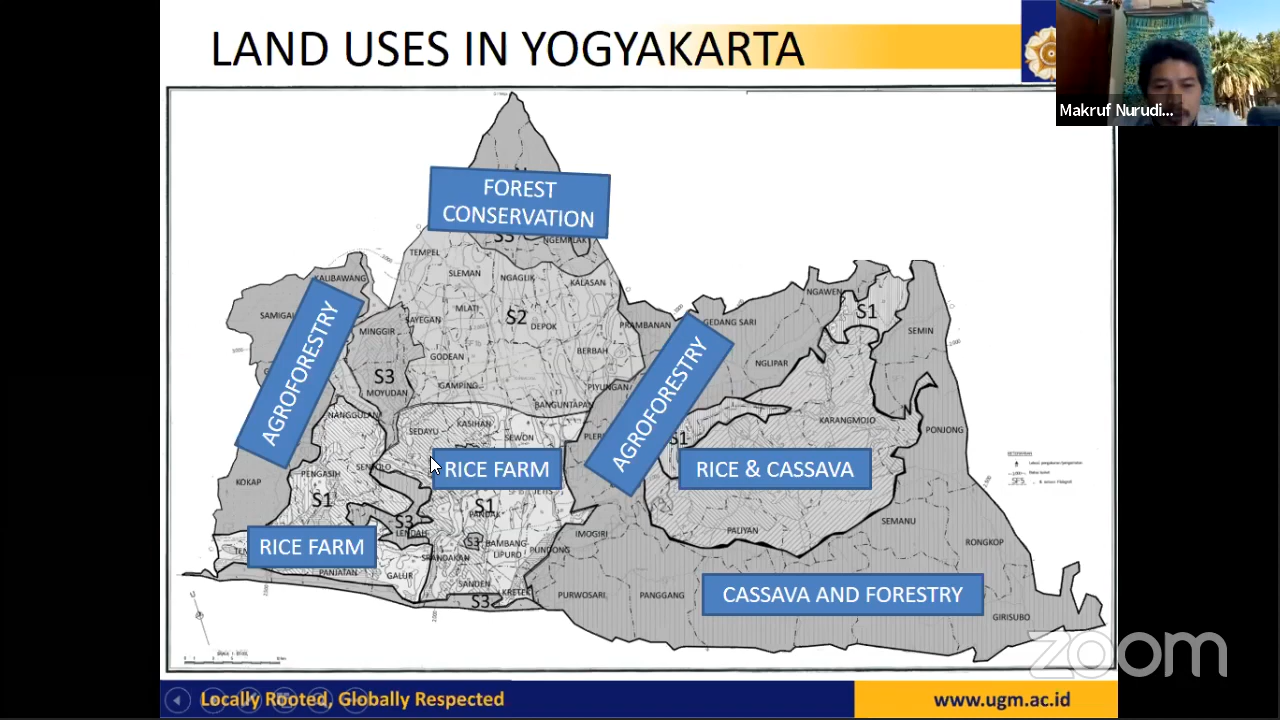 LAND USES IN YOGYAKARTA
Makruf Nurudi...
FOREST
CONSERVATION
NGEMPLAK
TEMPEL
SLEMAN
NGAGLIK
KALASAN
KALIBAWANG
NGAWEN
SAMIGAL
MINGGIR
SAYEGAN
MLATI
S2
DEPOK
PRAMBANAN
GEDANG SARI
S1
SEMIN
AGROFORESTRY
GODEAN
BERBAH
NGLIPAR
S3
MOYUDAN
GAMPING
PIYUNGAN
AGROFORESTRY
NANGGULAN
BANGUNTAPAN
SEDAYU
KASIHAN
SEWON
PLER
S1
KARANGMOJO
PONJONG
KOKAP
PENGASIH
SENTOLO
RICE FARM
RICE & CASSAVA
S1
S1
PANDAK
S3
LENDAH
PALIYAN
SEMANU
RICE FARM
S3
BAMBANG-
LIPURO
PUNDONG
IMOGIRI
RONGKOP
PANJATAN
GALUR
SRANDAKAN
SANDEN
KRETEK
S3
PURWOSARI
PANGGANG
CASSAVA AND FORESTRY
GIRISUBO
zoom
Locally Rooted, Globally Respected
www.ugm.ac.id